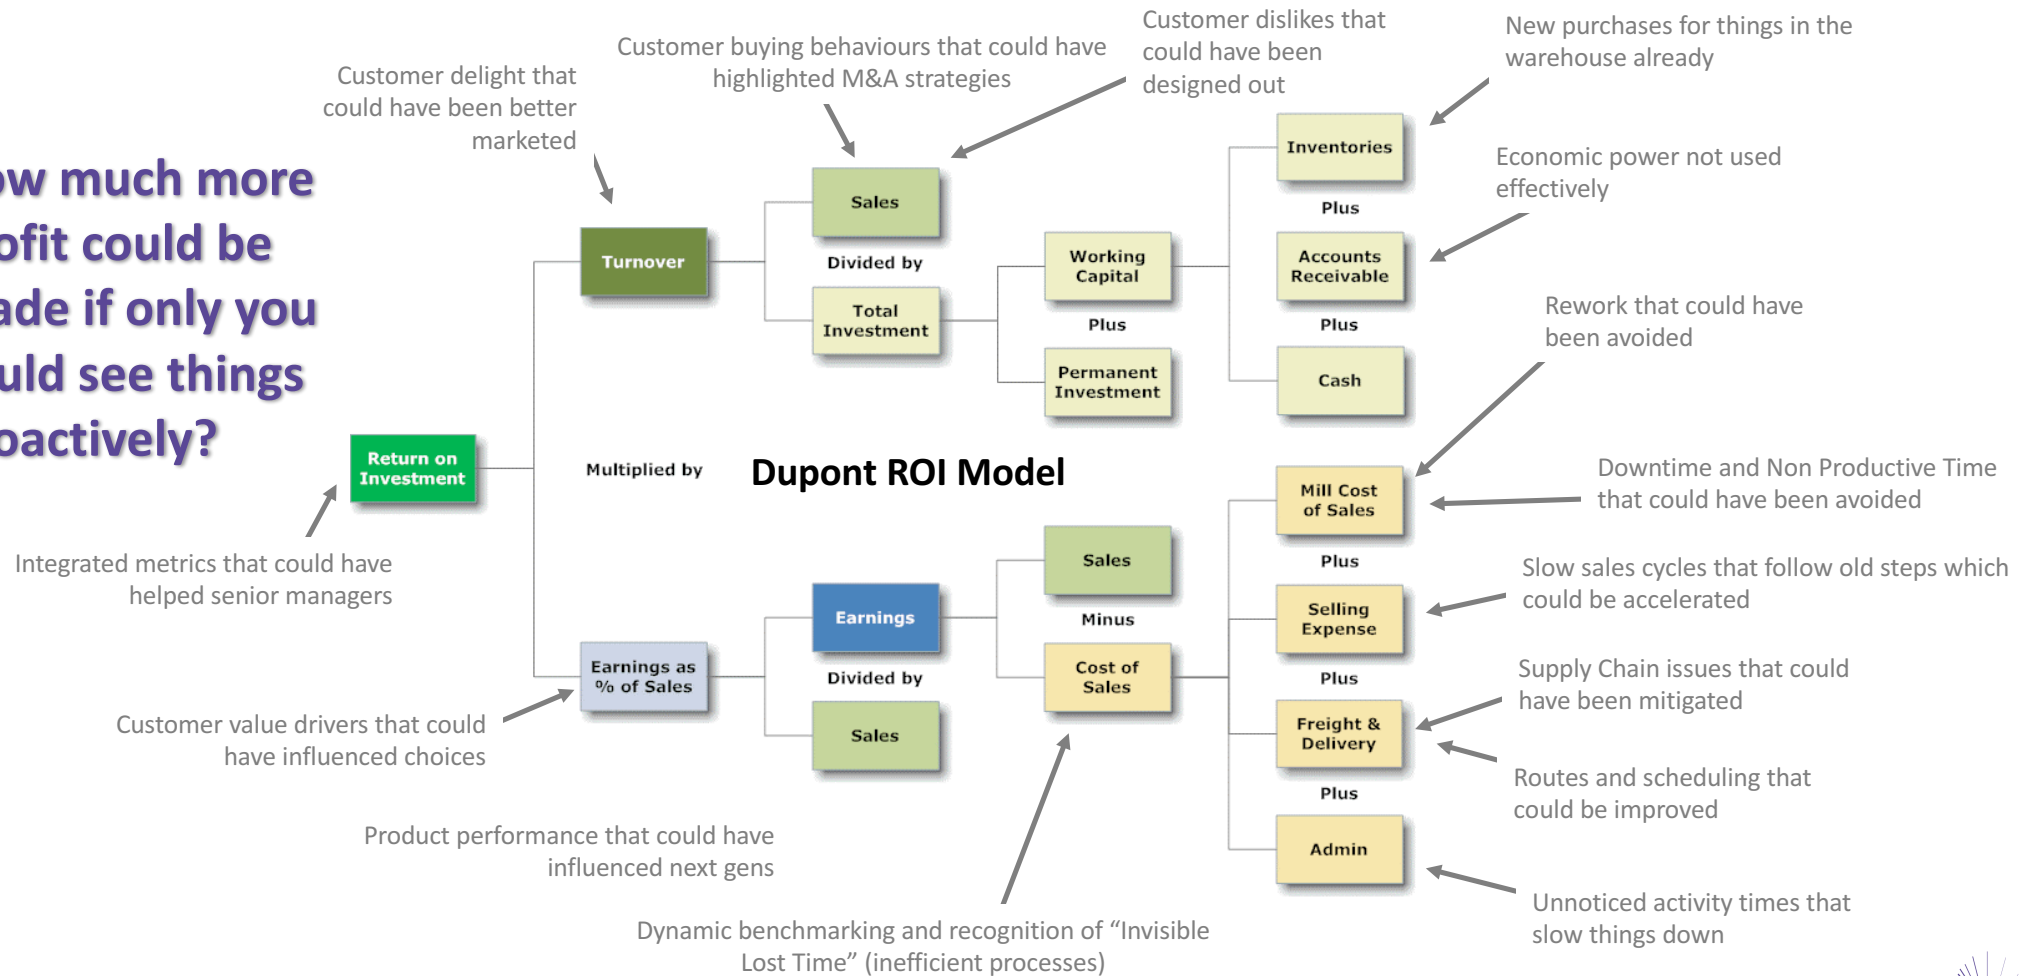 Customer delight that
could have been better
marketed
Customer buying behaviours that could have
highlighted M&A strategies
Customer dislikes that
could have been
designed out
New purchases for things in the
warehouse already
Economic power not used
effectively
Rework that could have
been avoided
Downtime and Non Productive Time
that could have been avoided
Slow sales cycles that follow old steps which
could be accelerated
Supply Chain issues that could
have been mitigated
Routes and scheduling that
could be improved
Unnoticed activity times that
slow things down
much more
could be
if only you
see things
Dupont ROI Model
Return on
Investment
Multiplied by
Turnover
Sales
Divided by
Total
Investment
Working
Capital
Plus
Permanent
Investment
Inventories
Plus
Accounts
Receivable
Plus
Cash
Earnings as
% of Sales
Earnings
Divided by
Sales
Sales
Minus
Cost of
Sales
Mill Cost
of Sales
Plus
Selling
Expense
Plus
Freight &
Delivery
Plus
Admin
Integrated metrics that could have
helped senior managers
Customer value drivers that could
have influenced choices
Product performance that could have
influenced next gens
Dynamic benchmarking and recognition of “Invisible
Lost Time” (inefficient processes)